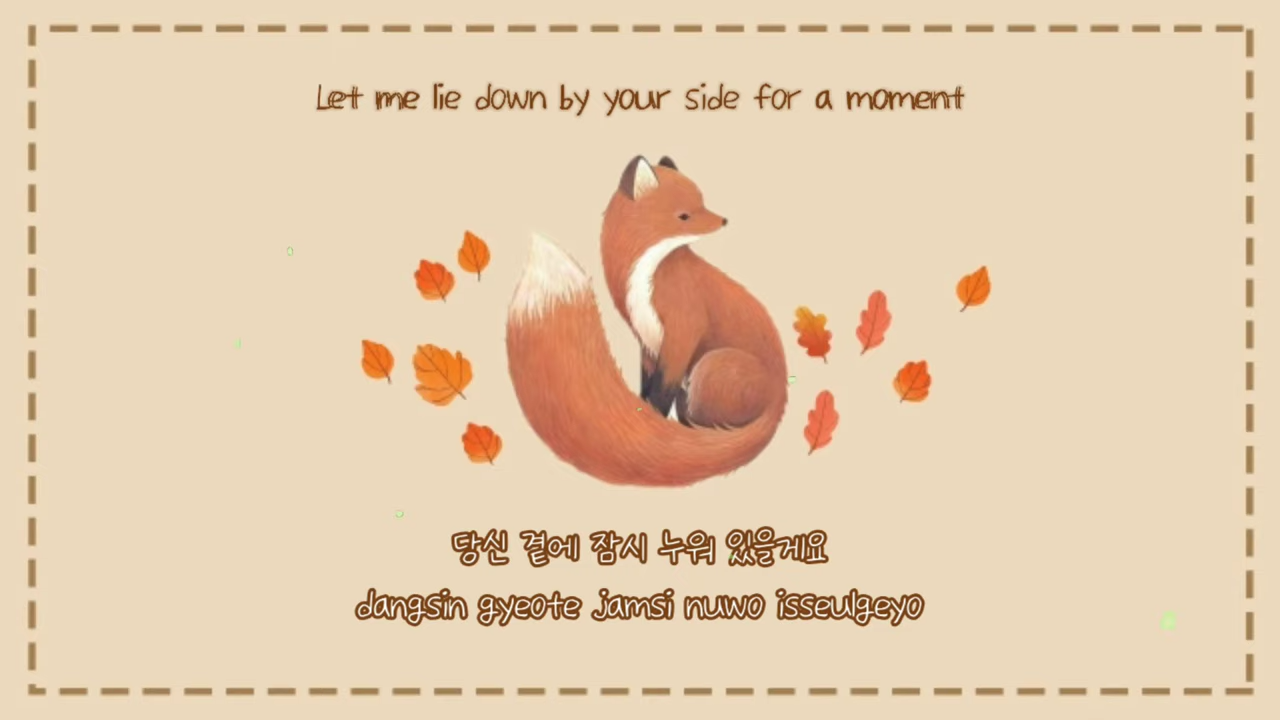 Let me lie down by your side for a moment
당신 곁에 잠시 누워 있을게요
dangsin gyeote jamsi nuwo isseulgeyo